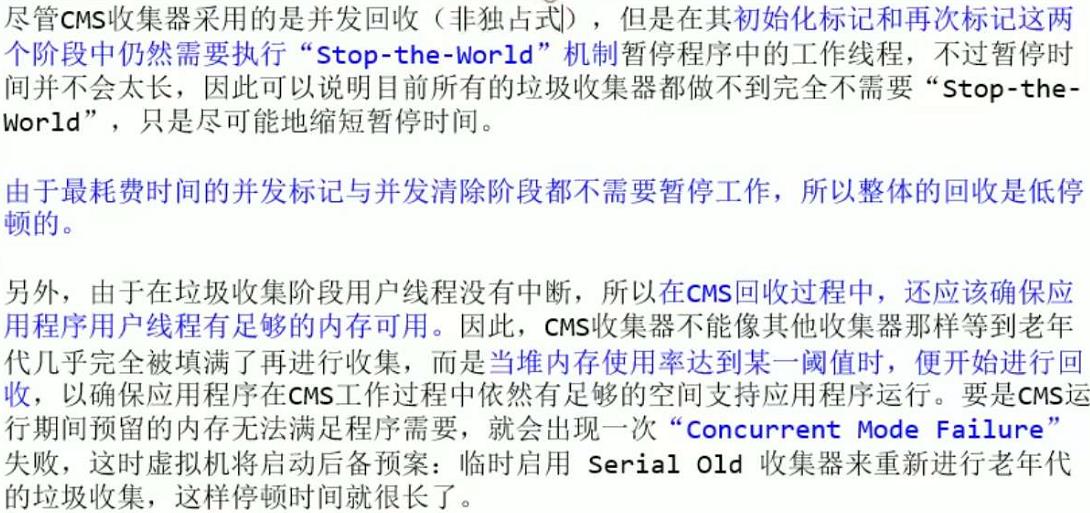 尽管CMS收集器采用的是并发回收（非独占式），但是在其初始化标记和再次标记这两
个阶段中仍然需要执行“Stop-the-World”机制暂停程序中的工作线程，不过暂停时
间并不会太长，因此可以说明目前所有的垃圾收集器都做不到完全不需要“Stop-the-
World”，只是尽可能地缩短暂停时间。
由于最耗费时间的并发标记与并发清除阶段都不需要暂停工作，所以整体的回收是低停
顿的。
另外，由于在垃圾收集阶段用户线程没有中断，所以在CMS回收过程中，还应该确保应
用程序用户线程有足够的内存可用。因此，CMS收集器不能像其他收集器那样等到老年
代几乎完全被填满了再进行收集，而是当堆内存使用率达到某一阈值时，便开始进行回
收，以确保应用程序在CMS工作过程中依然有足够的空间支持应用程序运行。要是CMS运
行期间预留的内存无法满足程序需要，就会出现一次“Concurrent Mode Failure”
失败，这时虚拟机将启动后备预案：临时启用 Serial Old 收集器来重新进行老年代
的垃圾收集，这样停顿时间就很长了。